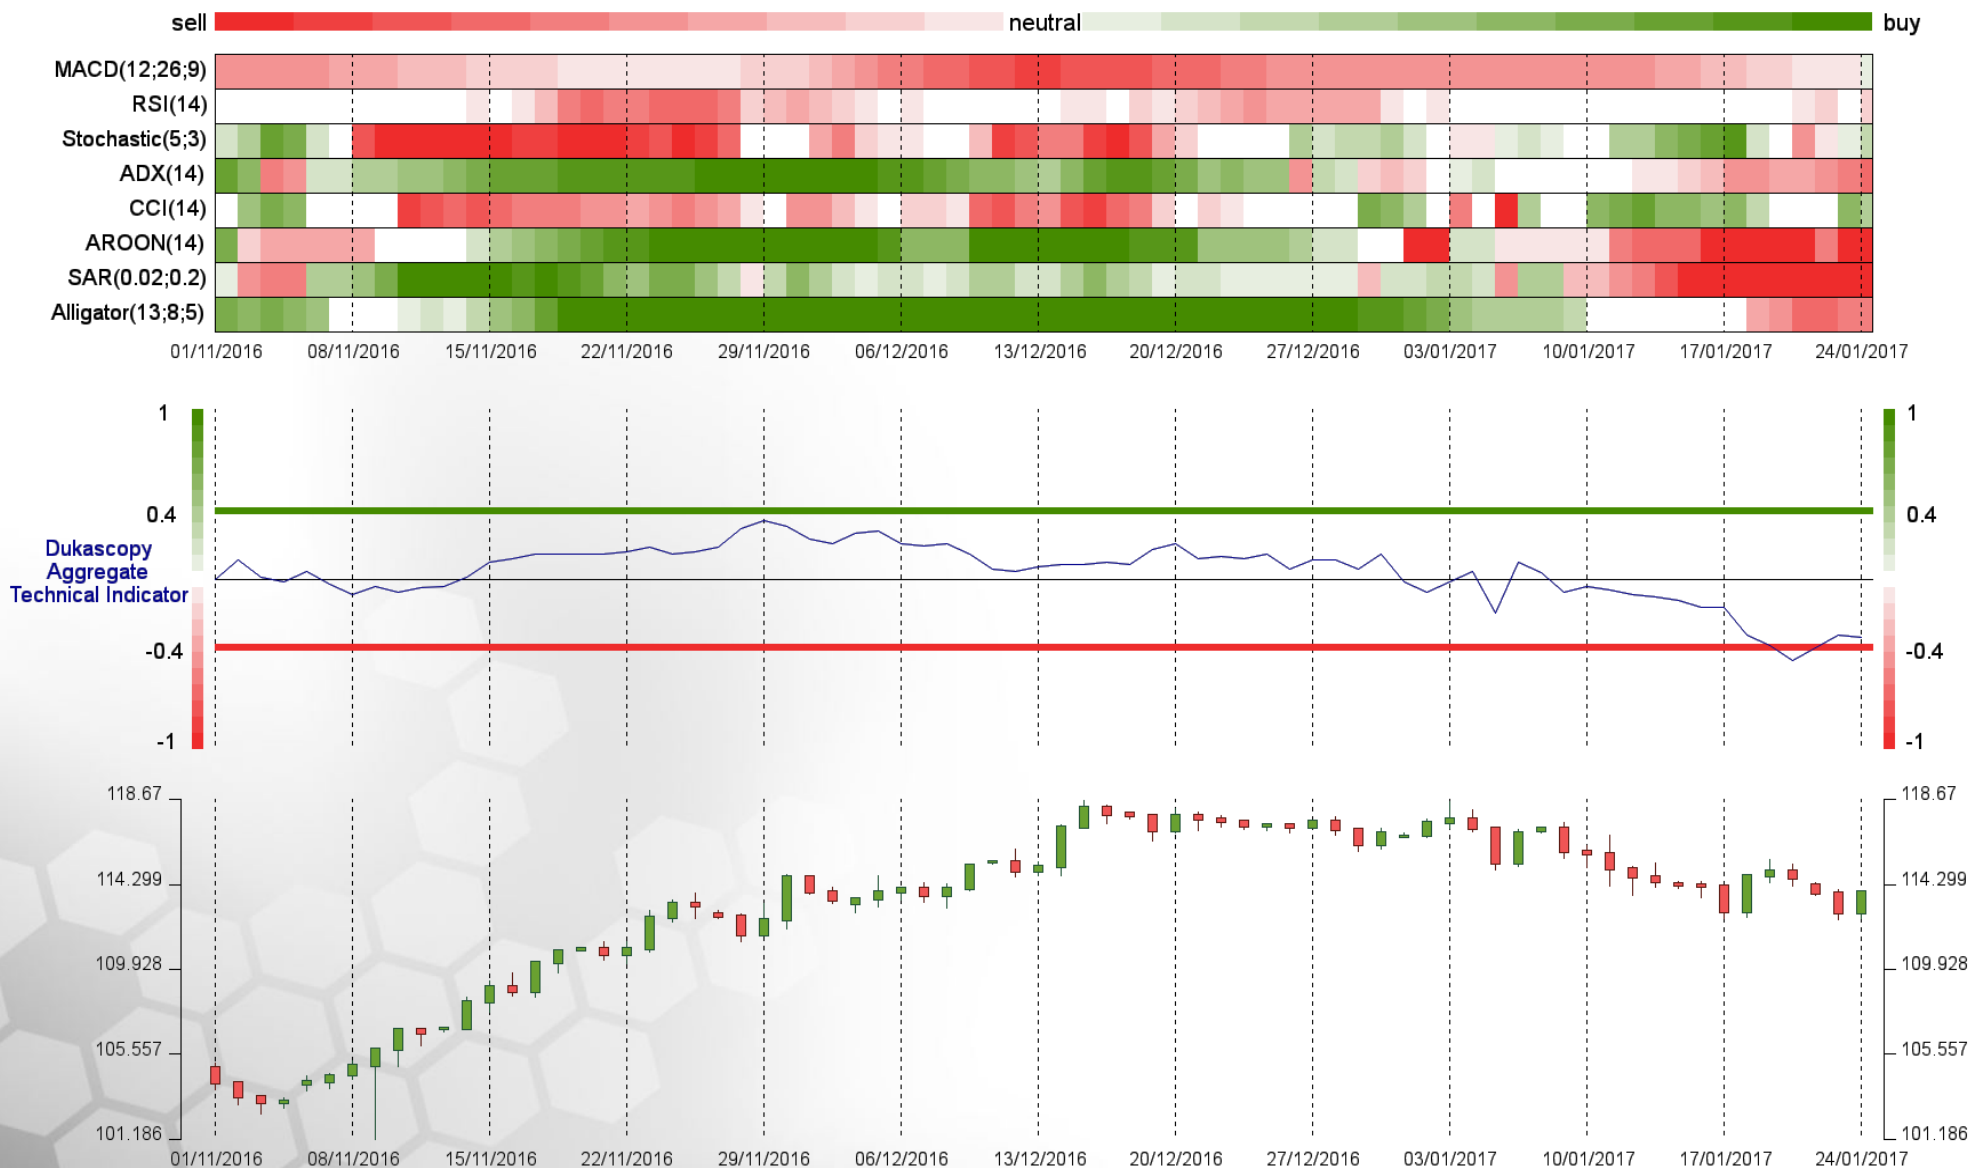 sell neutral buy
MACD(12;26;9)
RSI(14)
Stochastic(5;3)
ADX(14)
CCI(14)
AROON(14)
SAR(0.02;0.2)
Alligator(13;8;5)
01/11/2016 08/11/2016 15/11/2016 22/11/2016 29/11/2016 06/12/2016 13/12/2016 20/12/2016 27/12/2016 03/01/2017 10/01/2017 17/01/2017 24/01/2017
1 1
0.4 0.4
Dukascopy
Aggregate
Technical Indicator
-0.4 -0.4
-1 -1
118.67 118.67
114.299 114.299
109.928 109.928
105.557 105.557
101.186 101.186
01/11/2016 08/11/2016 15/11/2016 22/11/2016 29/11/2016 06/12/2016 13/12/2016 20/12/2016 27/12/2016 03/01/2017 10/01/2017 17/01/2017 24/01/2017